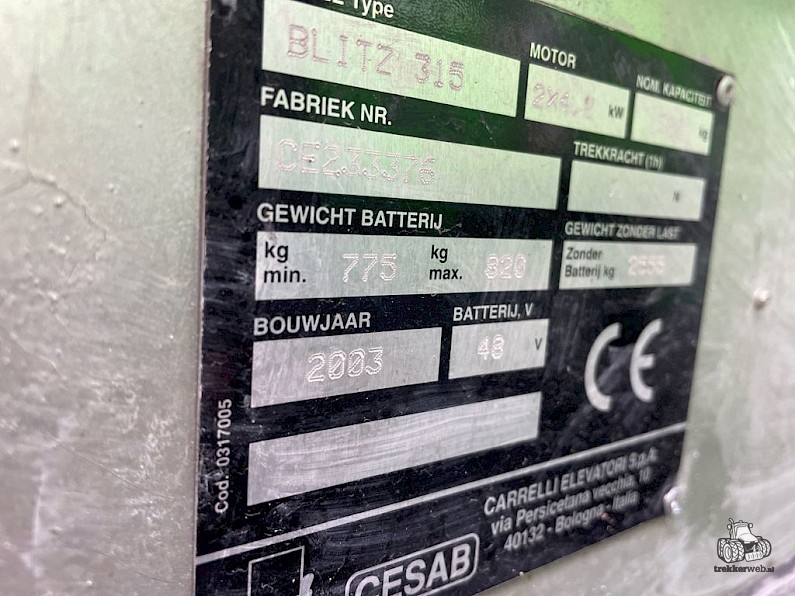 Type
BLITZ 315
MOTOR
kW
NOM. KAPACITEIT
kg
FABRIEK NR.
CE233376
TREKKRACHT (1h)
N
GEWICHT BATTERIJ
kg min. 775 kg max. 820
GEWICHT ZONDER LAST
Zonder
Batterij kg
BOUWJAAR
2003
BATTERIJ, V
48 V
CE
Cod.: 0317005
CARRELLI ELEVATORI S.p.A.
via Persicetana vecchia, 10
40132 - Bologna, Italia
CESAB
trekkerweb.nl